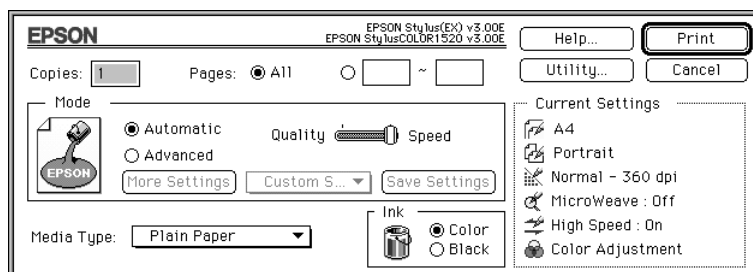 EPSON
EPSON Stylus(EX) v3.00E
EPSON StylusCOLOR1520 v3.00E
Help...
Print
Copies: 1
Pages: All ~
Utility...
Cancel
Mode
EPSON
Automatic
Advanced
Quality Speed
More Settings
Custom S...
Save Settings
Media Type: Plain Paper
Ink
Color
Black
Current Settings
A4
Portrait
Normal - 360 dpi
MicroWeave : Off
High Speed : On
Color Adjustment